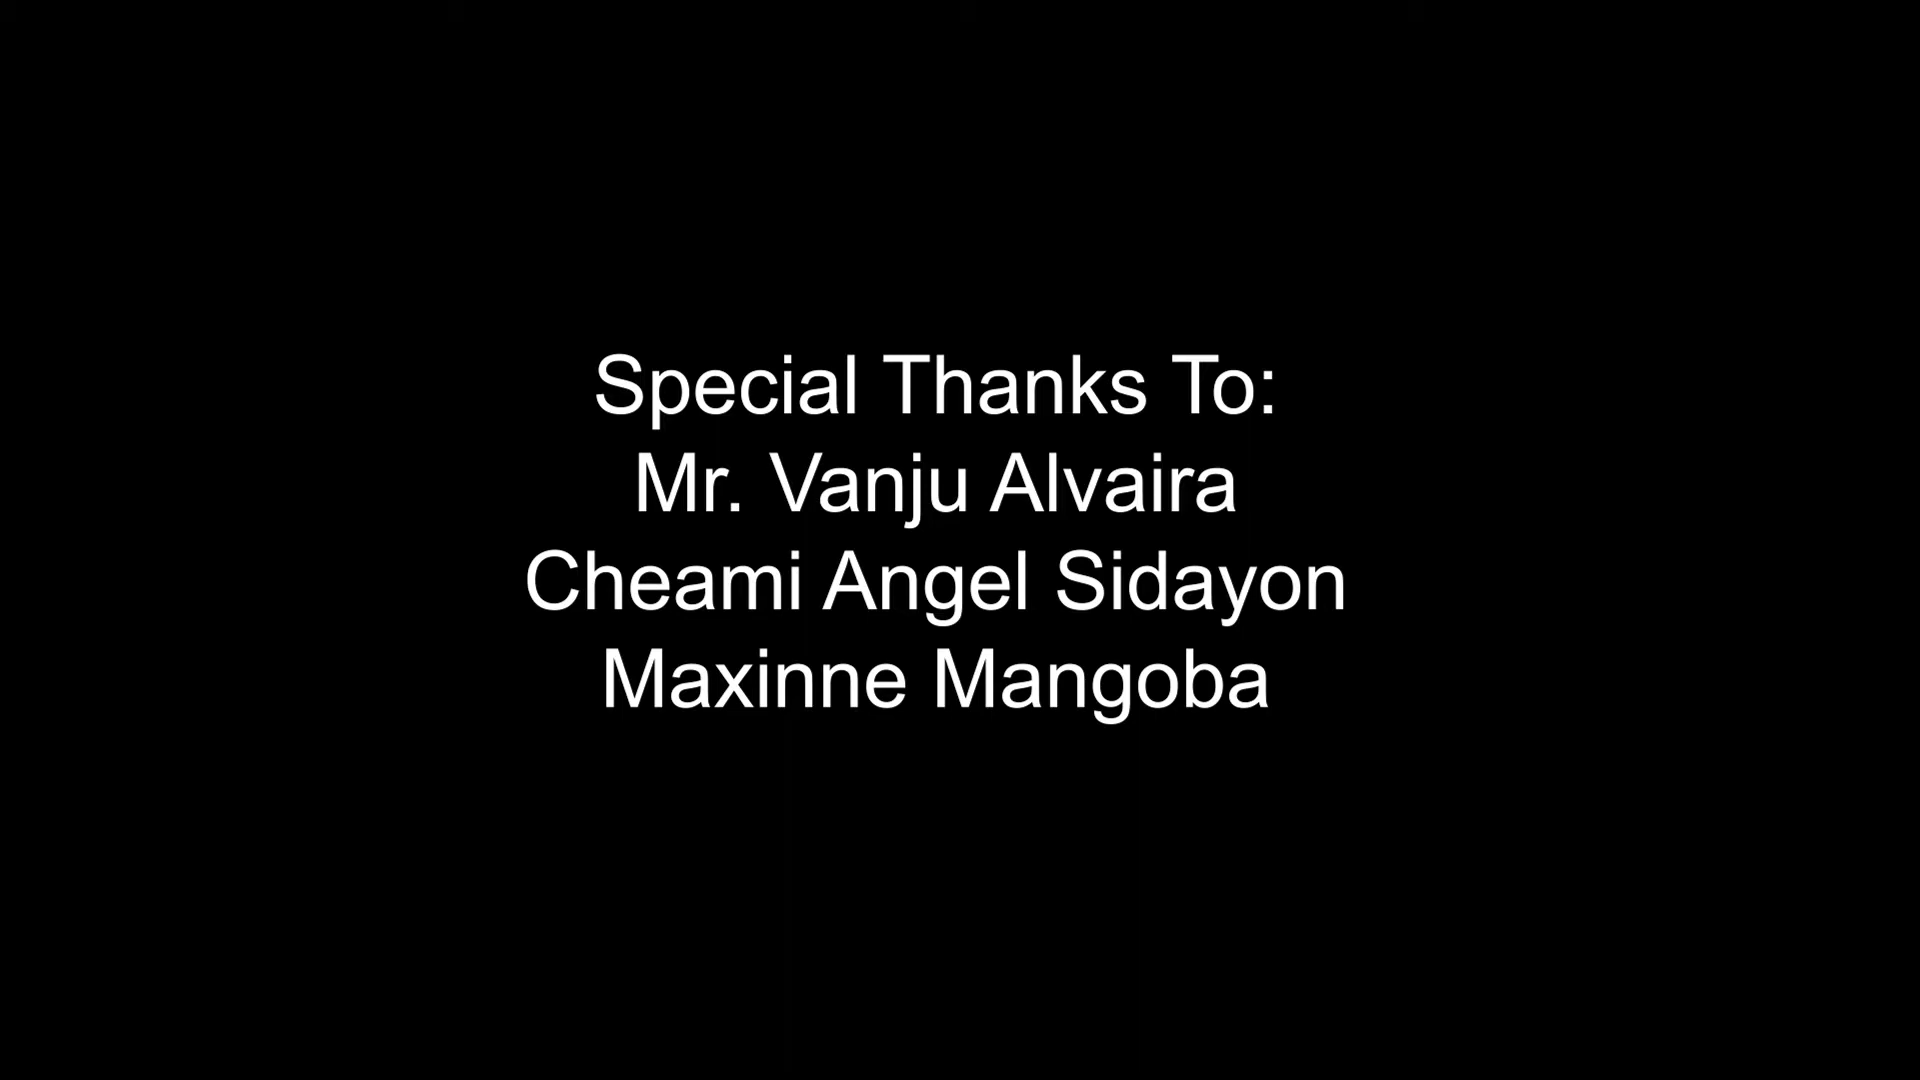 Special Thanks To:
Mr. Vanju Alvaira
Cheami Angel Sidayon
Maxinne Mangoba